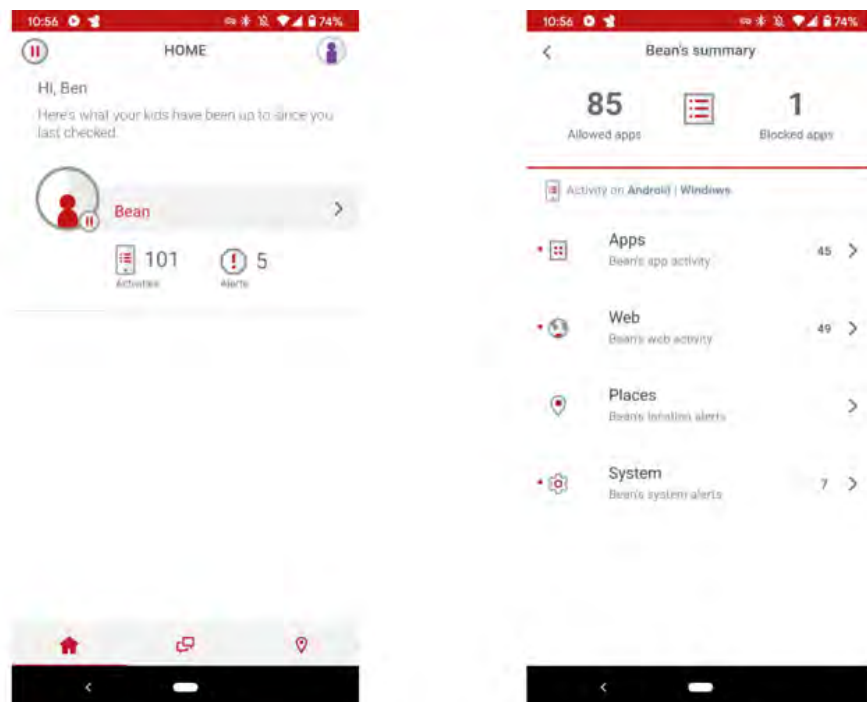 10:56
74%
HOME
Hi, Ben
Here's what your kids have been up to since you
last checked.
Bean
101
5
Activities
Alerts
10:56
74%
Bean's summary
85
1
Allowed apps
Blocked apps
Activity on Android | Windows
Apps
45
Bean's app activity
Web
49
Bean's web activity
Places
Bean's location alerts
System
7
Bean's system alerts